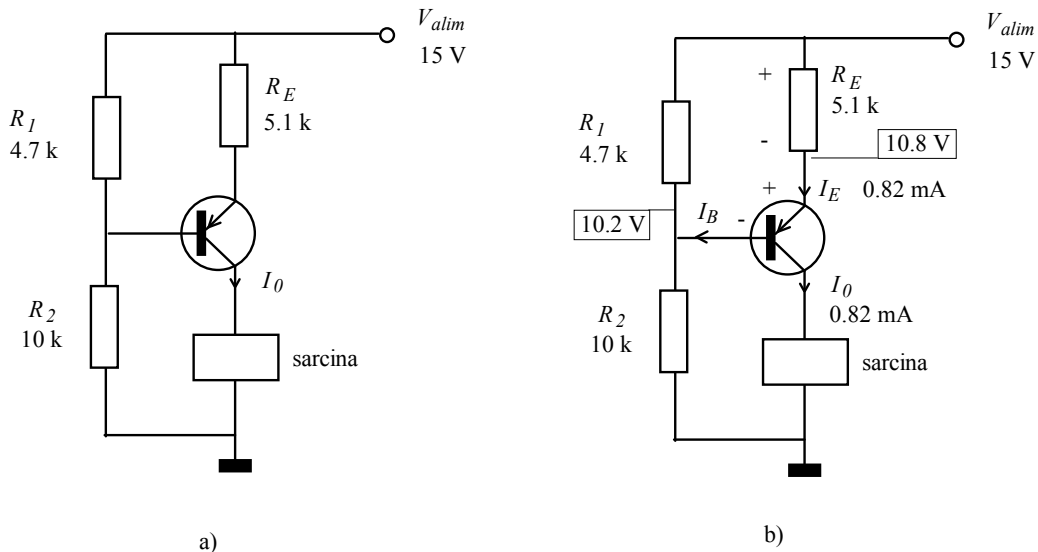 V_alim
15 V
R_E
5.1 k
R_1
4.7 k
I_0
R_2
10 k
sarcina
a)
V_alim
15 V
+
R_E
5.1 k
R_1
4.7 k
-
10.8 V
+
I_E
0.82 mA
10.2 V
I_B
-
I_0
0.82 mA
R_2
10 k
sarcina
b)